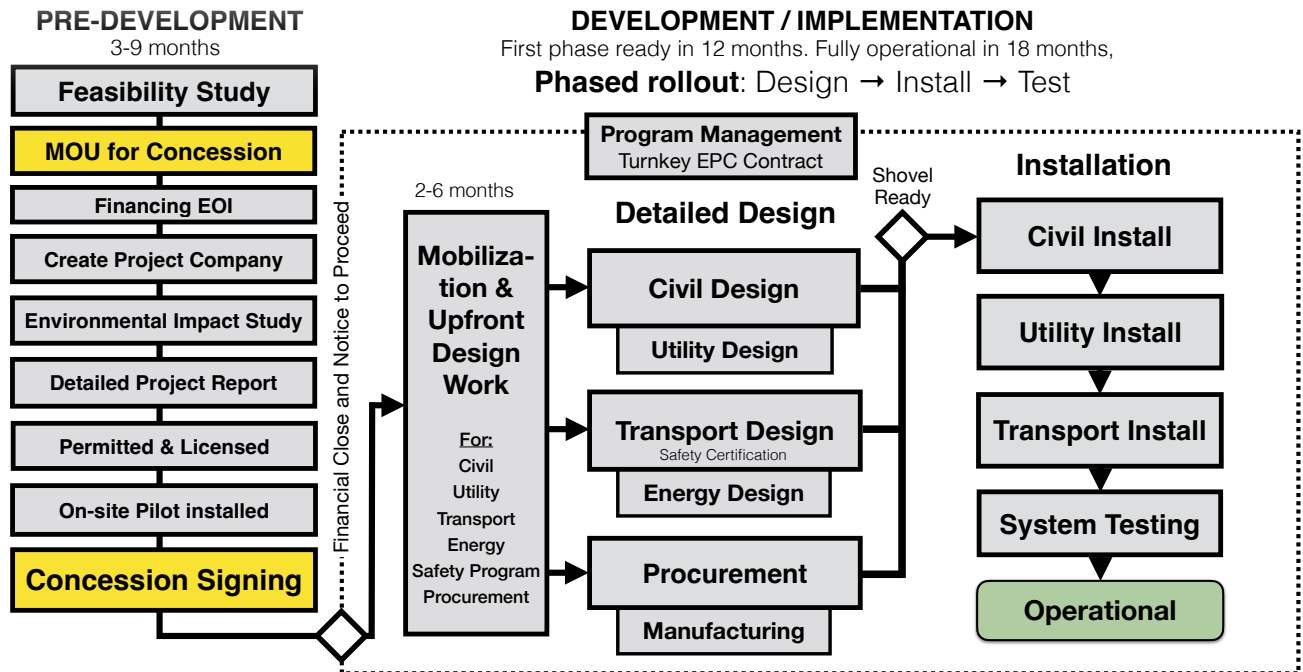 PRE-DEVELOPMENT
3-9 months
Feasibility Study
MOU for Concession
Financing EOI
Create Project Company
Environmental Impact Study
Detailed Project Report
Permitted & Licensed
On-site Pilot installed
Concession Signing
Financial Close and Notice to Proceed
DEVELOPMENT / IMPLEMENTATION
First phase ready in 12 months. Fully operational in 18 months,
Phased rollout: Design → Install → Test
Program Management
Turnkey EPC Contract
2-6 months
Mobiliza-
tion &
Upfront
Design
Work
For:
Civil
Utility
Transport
Energy
Safety Program
Procurement
Detailed Design
Civil Design
Utility Design
Transport Design
Safety Certification
Energy Design
Procurement
Manufacturing
Shovel
Ready
Installation
Civil Install
Utility Install
Transport Install
System Testing
Operational